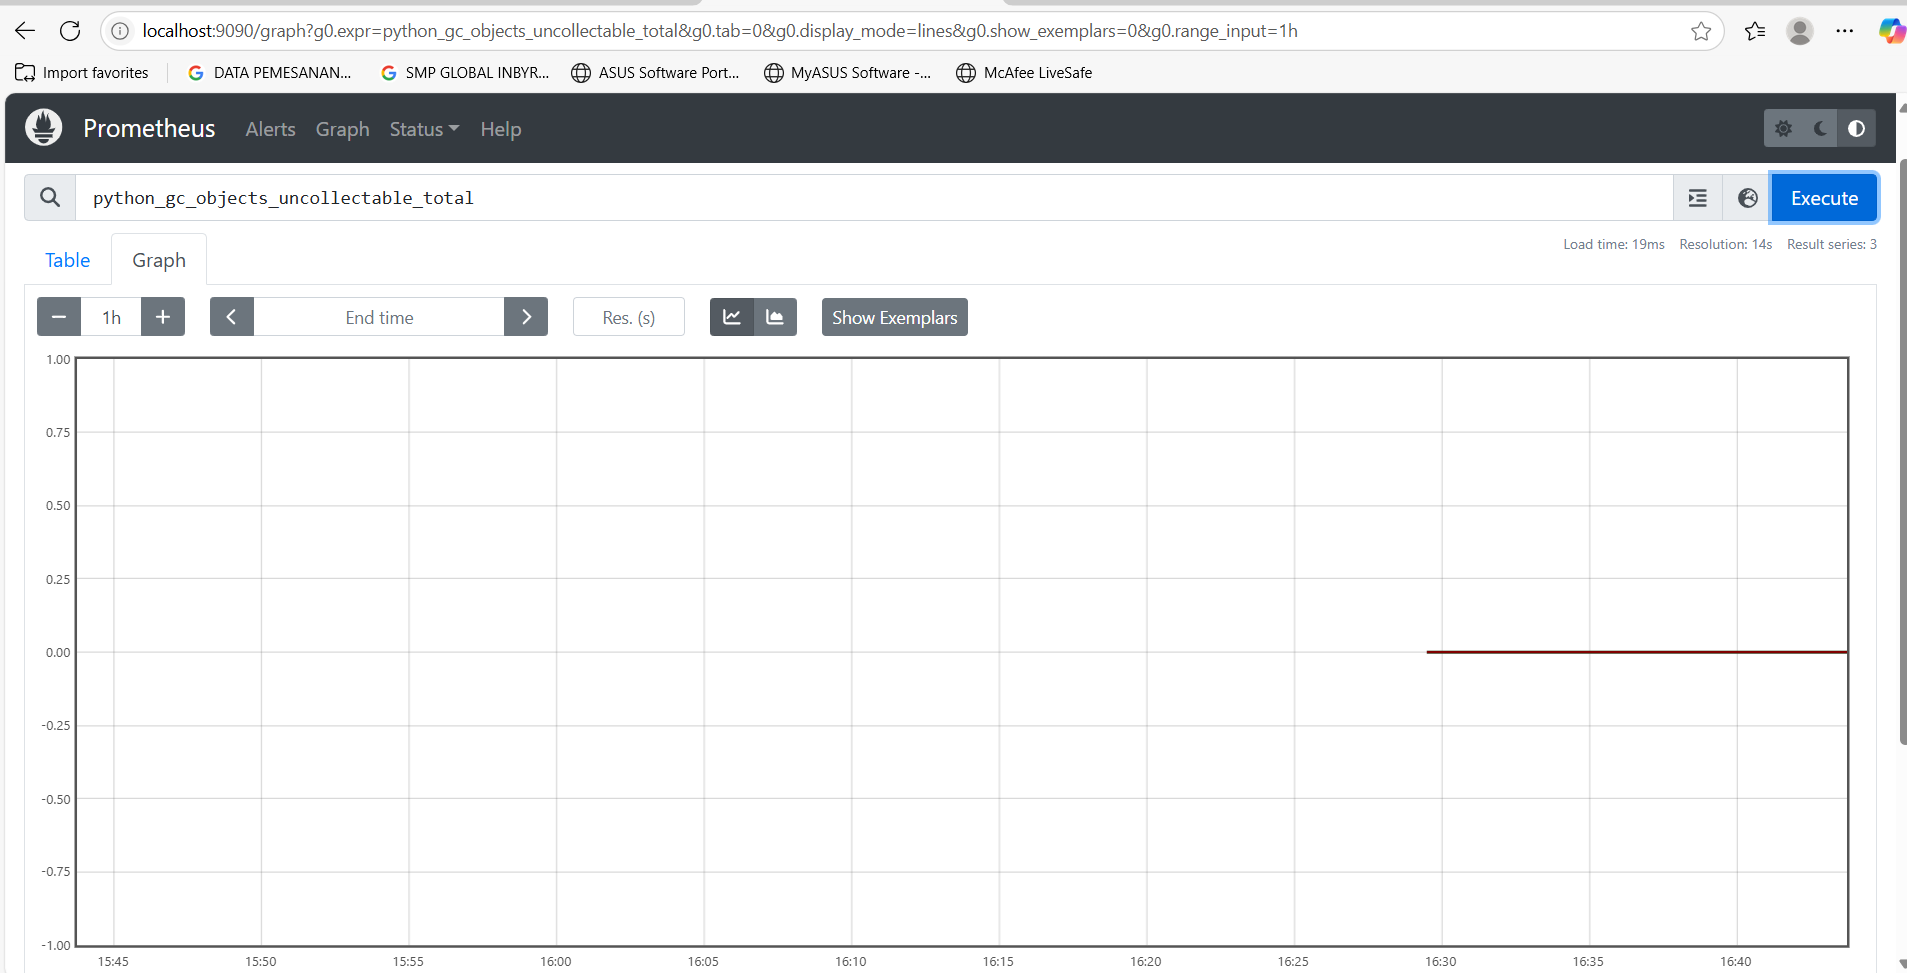 localhost:9090/graph?g0.expr=python_gc_objects_uncollectable_total&g0.tab=0&g0.display_mode=lines&g0.show_exemplars=0&g0.range_input=1h
Import favorites DATA PEMESANAN... SMP GLOBAL INBYR... ASUS Software Port... MyASUS Software -... McAfee LiveSafe
Prometheus Alerts Graph Status Help
python_gc_objects_uncollectable_total Execute
Load time: 19ms Resolution: 14s Result series: 3
Table Graph
1h End time Res. (s) Show Exemplars
1.00
0.75
0.50
0.25
0.00
-0.25
-0.50
-0.75
-1.00
15:45 15:50 15:55 16:00 16:05 16:10 16:15 16:20 16:25 16:30 16:35 16:40